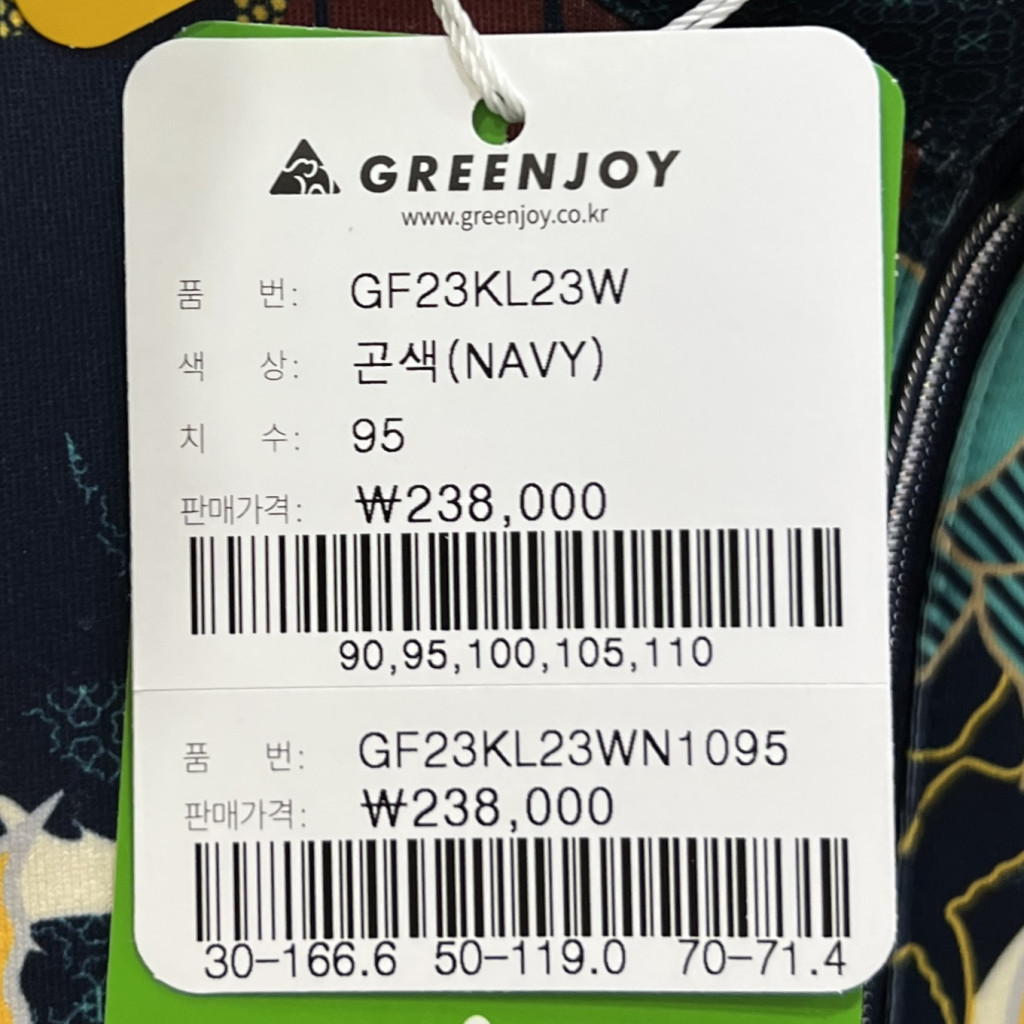 GREENJOY
www.greenjoy.co.kr
품 번: GF23KL23W
색 상: 곤색(NAVY)
치 수: 95
판매가격: ₩238,000
90,95,100,105,110
품 번: GF23KL23WN1095
판매가격: ₩238,000
30-166.6 50-119.0 70-71.4